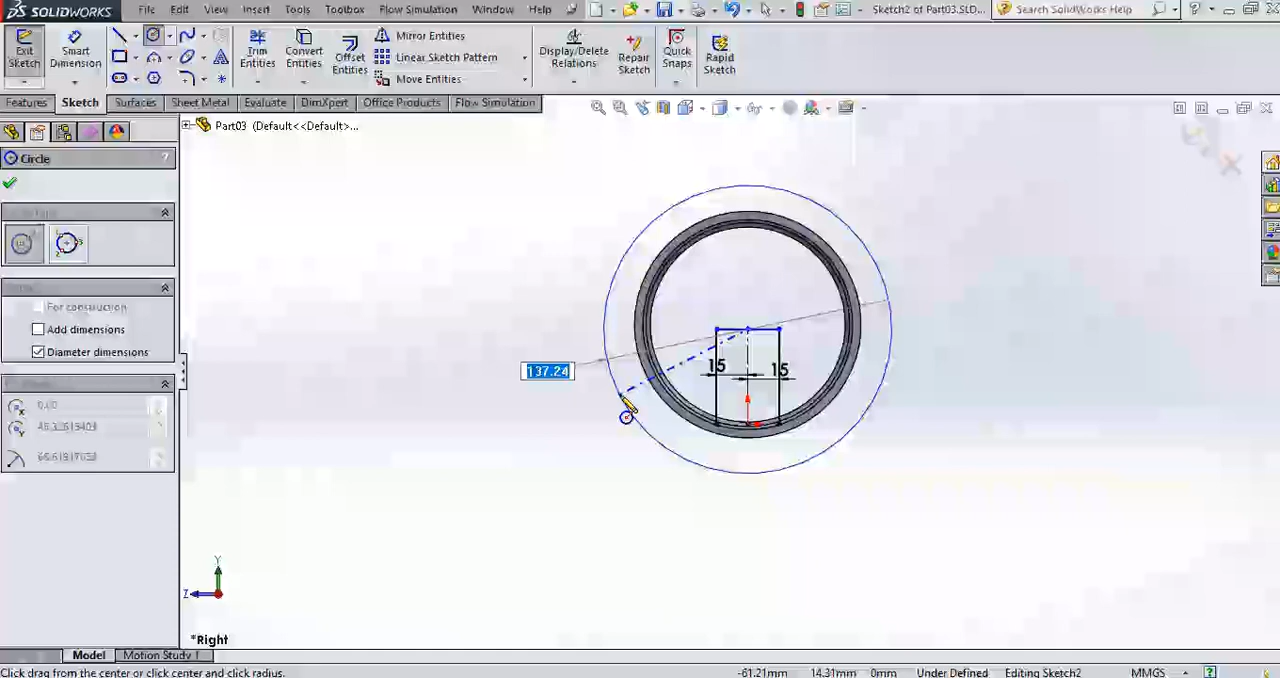 SOLIDWORKS File Edit View Insert Tools Toolbox Flow Simulation Window Help Sketch2 of Part03.SLD... Search SolidWorks Help
Exit Sketch
Smart Dimension
Trim Entities
Convert Entities
Offset Entities
Mirror Entities
Linear Sketch Pattern
Move Entities
Display/Delete Relations
Repair Sketch
Quick Snaps
Rapid Sketch
Features Sketch Surfaces Sheet Metal Evaluate DimXpert Office Products Flow Simulation
Part03 (Default<<Default>...
Circle ?
For construction
Add dimensions
Diameter dimensions
0.00
137.24
15 15
Y
Z
*Right
Model Motion Study 1
Click drag from the center or click center and click radius. -61.21mm 14.31mm 0mm Under Defined Editing Sketch2 MMGS